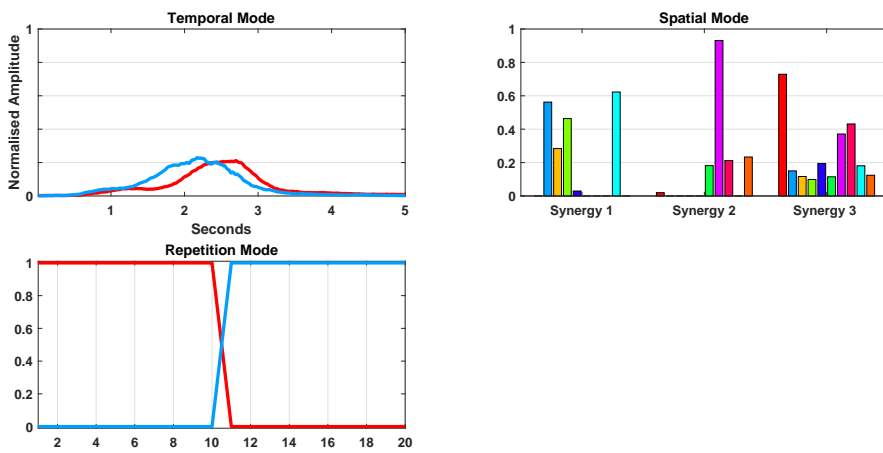 Temporal Mode
Normalised Amplitude
1
0
1 2 3 4 5
Seconds
Spatial Mode
1
0.8
0.6
0.4
0.2
0
Synergy 1 Synergy 2 Synergy 3
Repetition Mode
1
0.8
0.6
0.4
0.2
0
2 4 6 8 10 12 14 16 18 20